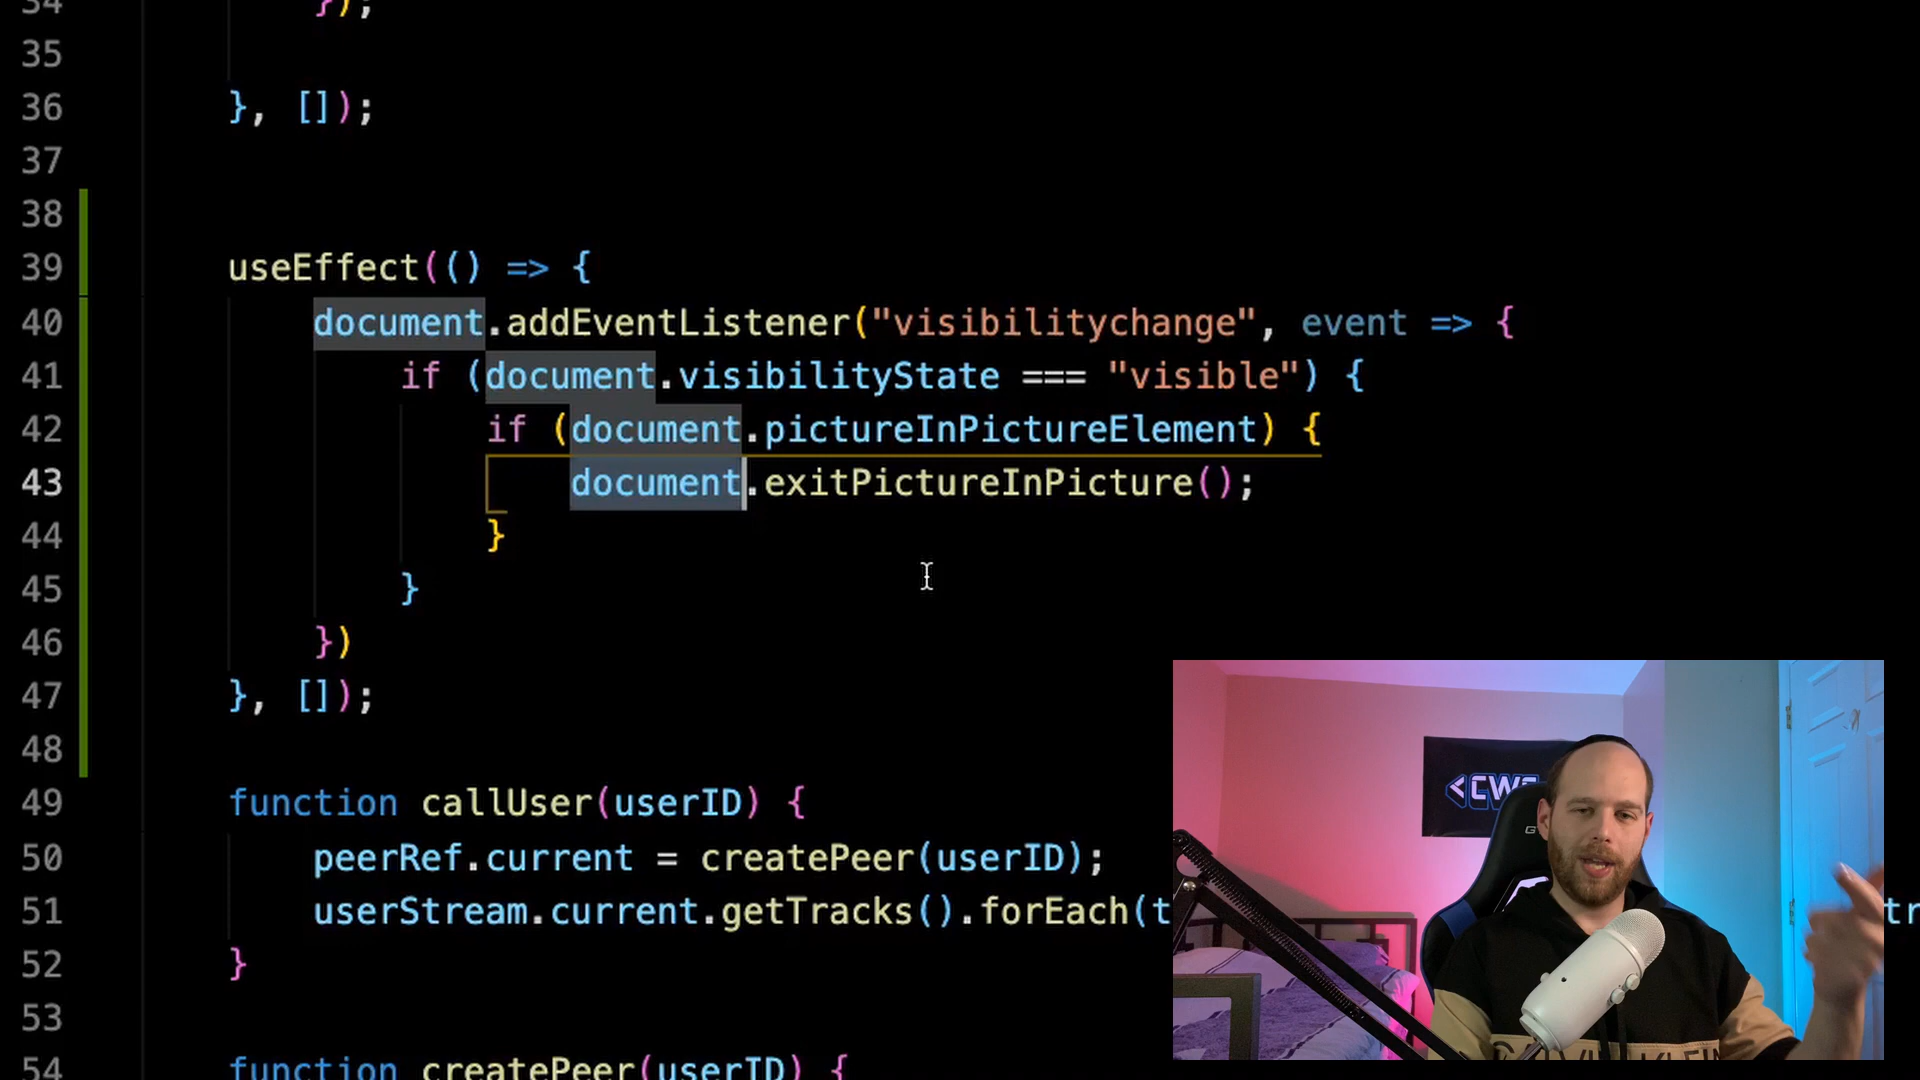 34 });
35
36 }, []);
37
38
39 useEffect(() => {
40 document.addEventListener("visibilitychange", event => {
41 if (document.visibilityState === "visible") {
42 if (document.pictureInPictureElement) {
43 document.exitPictureInPicture();
44 }
45 }
46 })
47 }, []);
48
49 function callUser(userID) {
50 peerRef.current = createPeer(userID);
51 userStream.current.getTracks().forEach(t tr
52 }
53
54 function createPeer(userID) {
<CWC
G